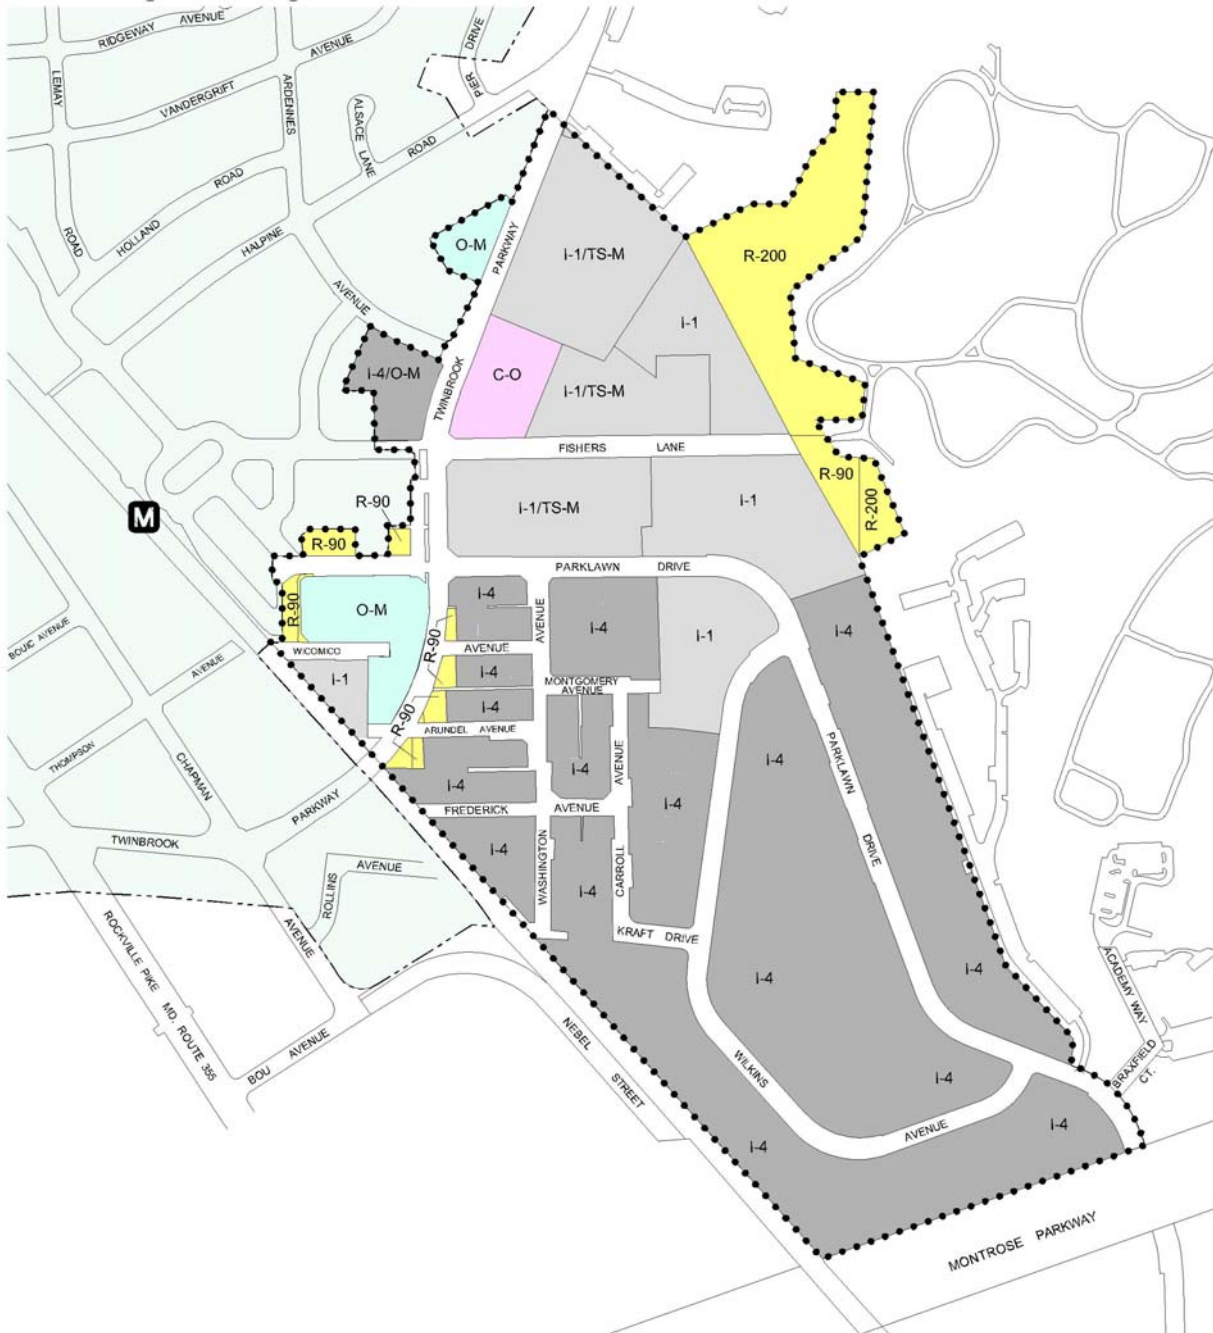 RIDGEWAY AVENUE
LEMAY
VANDERGRIFT
AVENUE
ARDENNES
ALSACE LANE
PIER DRIVE
ROAD
HOLLAND ROAD
HALPINE
ROAD
AVENUE
O-M
PARKWAY
I-1/TS-M
R-200
I-1
I-4/O-M
TWINBROOK
C-O
I-1/TS-M
FISHERS LANE
R-90
R-200
M
R-90
I-1/TS-M
I-1
R-90
PARKLAWN DRIVE
R-90
O-M
I-4
AVENUE
I-4
I-1
I-4
BOUIC AVENUE
AVENUE
WICOMICO
R-90
AVENUE
I-1
I-4
MONTGOMERY
AVENUE
R-90
I-4
ARUNDEL AVENUE
THOMPSON
CHAPMAN
I-4
I-4
AVENUE
I-4
I-4
PARKLAWN
PARKWAY
FREDERICK AVENUE
TWINBROOK
I-4
WASHINGTON
I-4
CARROLL
DRIVE
AVENUE
ROLLINS
AVENUE
KRAFT DRIVE
ROCKVILLE PIKE MD. ROUTE 355
I-4
I-4
ACADEMY WAY
BOU AVENUE
NEBEL
STREET
WILKINS
AVENUE
I-4
BRAXFIELD
CT.
I-4
I-4
MONTROSE PARKWAY